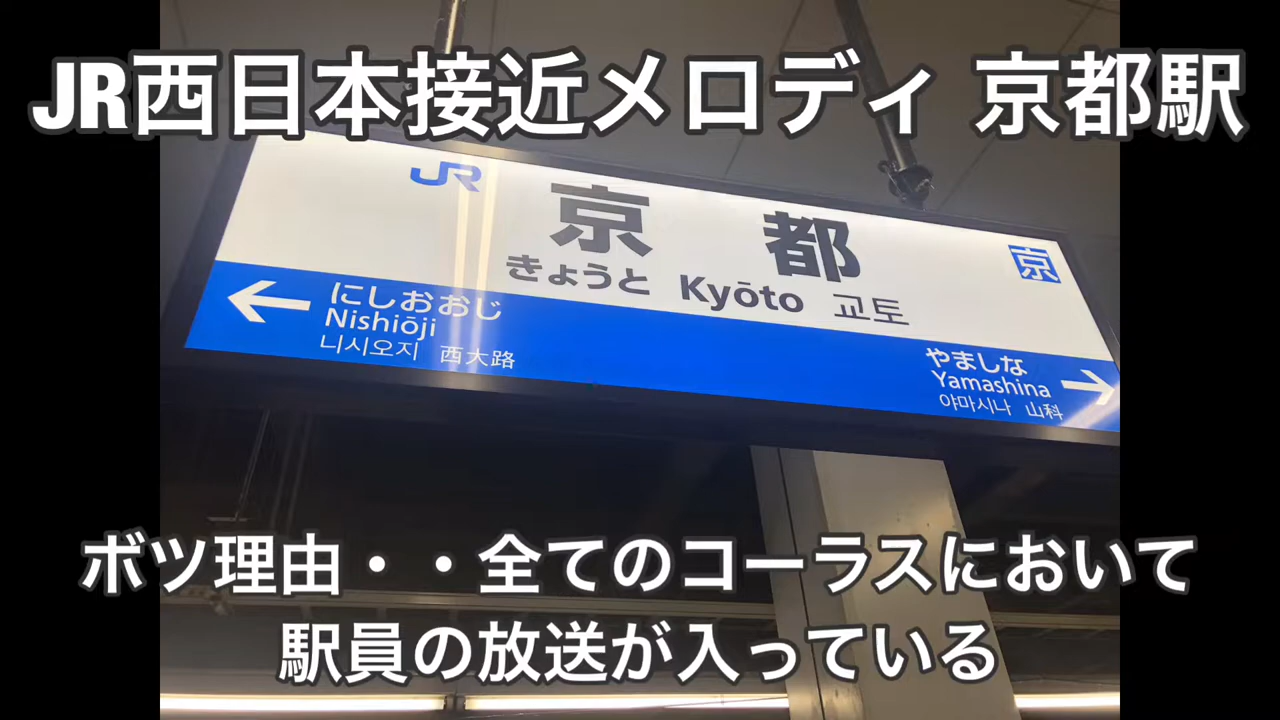 JR西日本接近メロディ 京都駅
JR
京都
京
きょうと Kyōto 교토
にしおおじ
Nishiōji
니시오지 西大路
やましな
Yamashina
야마시나 山科
ボツ理由・・全てのコーラスにおいて
駅員の放送が入っている